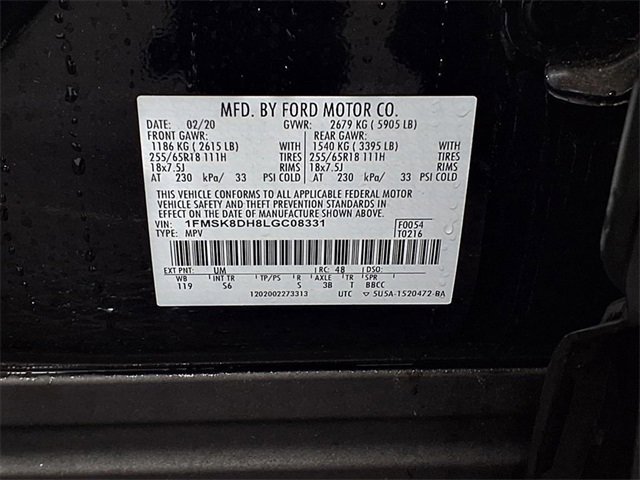 MFD. BY FORD MOTOR CO.
DATE: 02/20 GVWR: 2679 KG ( 5905 LB)
FRONT GAWR: REAR GAWR:
1186 KG ( 2615 LB) WITH 1540 KG ( 3395 LB) WITH
255/65R18 111H TIRES 255/65R18 111H TIRES
18x7.5J RIMS 18x7.5J RIMS
AT 230 kPa/ 33 PSI COLD AT 230 kPa/ 33 PSI COLD
THIS VEHICLE CONFORMS TO ALL APPLICABLE FEDERAL MOTOR
VEHICLE SAFETY AND THEFT PREVENTION STANDARDS IN
EFFECT ON THE DATE OF MANUFACTURE SHOWN ABOVE.
VIN: 1FMSK8DH8LGC08331 F0054
TYPE: MPV T0216
EXT PNT: UM RC: 48 DSO:
WB INT TR TP/PS R AXLE TR SPR
119 S6 S 3B T BBCC
1202002273313 UTC 5U5A-1520472-BA